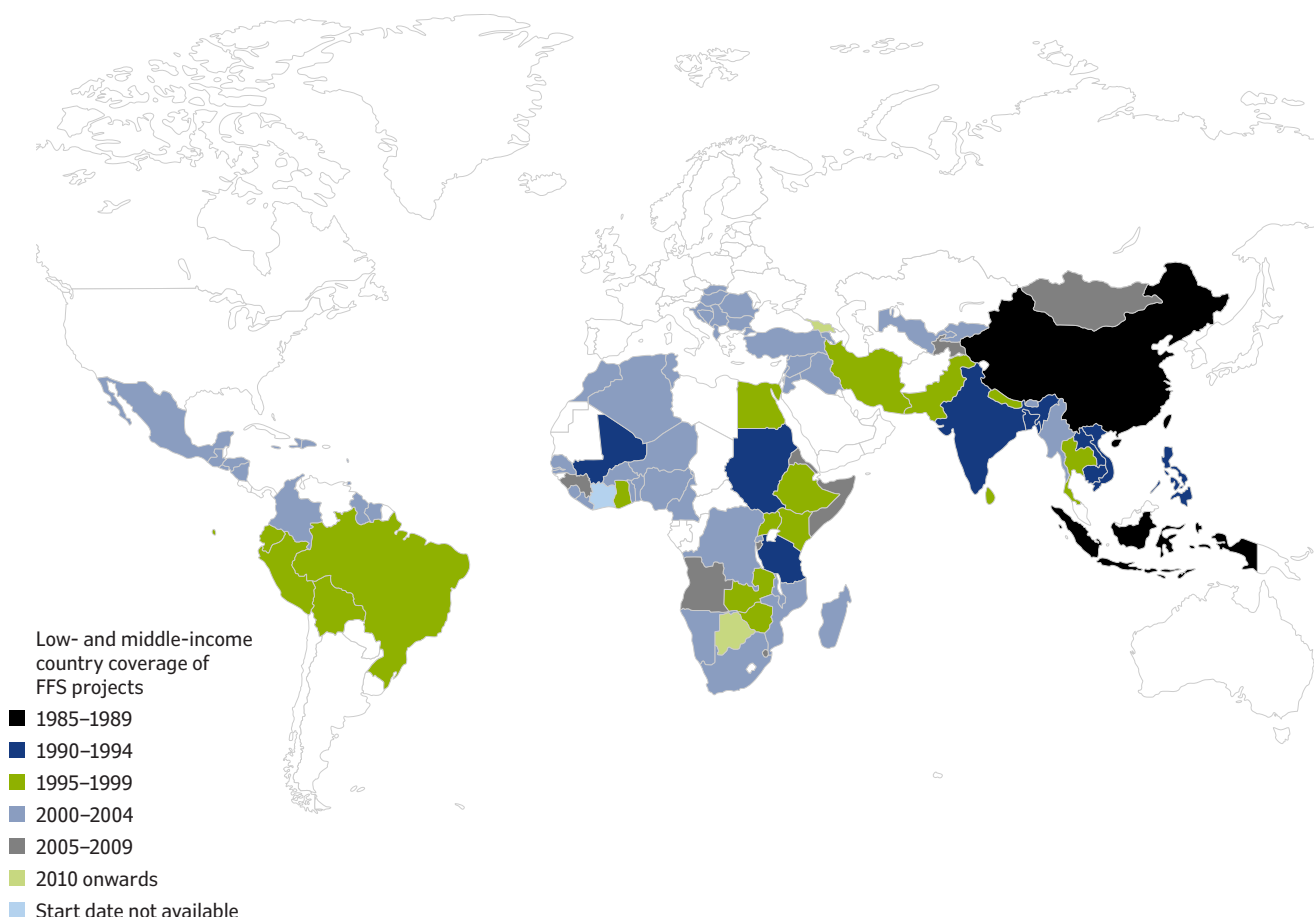 Low- and middle-income
country coverage of
FFS projects
1985–1989
1990–1994
1995–1999
2000–2004
2005–2009
2010 onwards
Start date not available